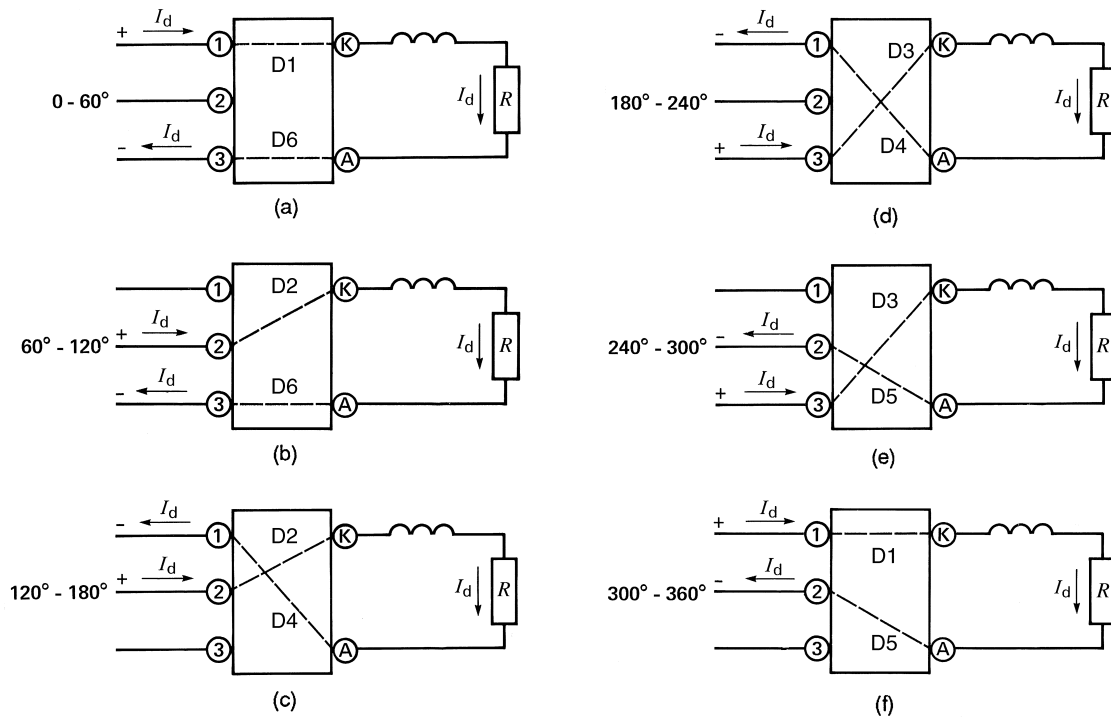 + I_d 1 K
D1
0 - 60° 2 I_d R
D6
- I_d 3 A
(a)
1 D2 K
60° - 120° + I_d 2 I_d R
- I_d 3 D6 A
(b)
- I_d 1 D2 K
120° - 180° + I_d 2 I_d R
D4
3 A
(c)
- I_d 1 D3 K
180° - 240° 2 I_d R
+ I_d 3 D4 A
(d)
1 D3 K
240° - 300° - I_d 2 I_d R
+ I_d 3 D5 A
(e)
+ I_d 1 K
D1
300° - 360° - I_d 2 I_d R
3 D5 A
(f)